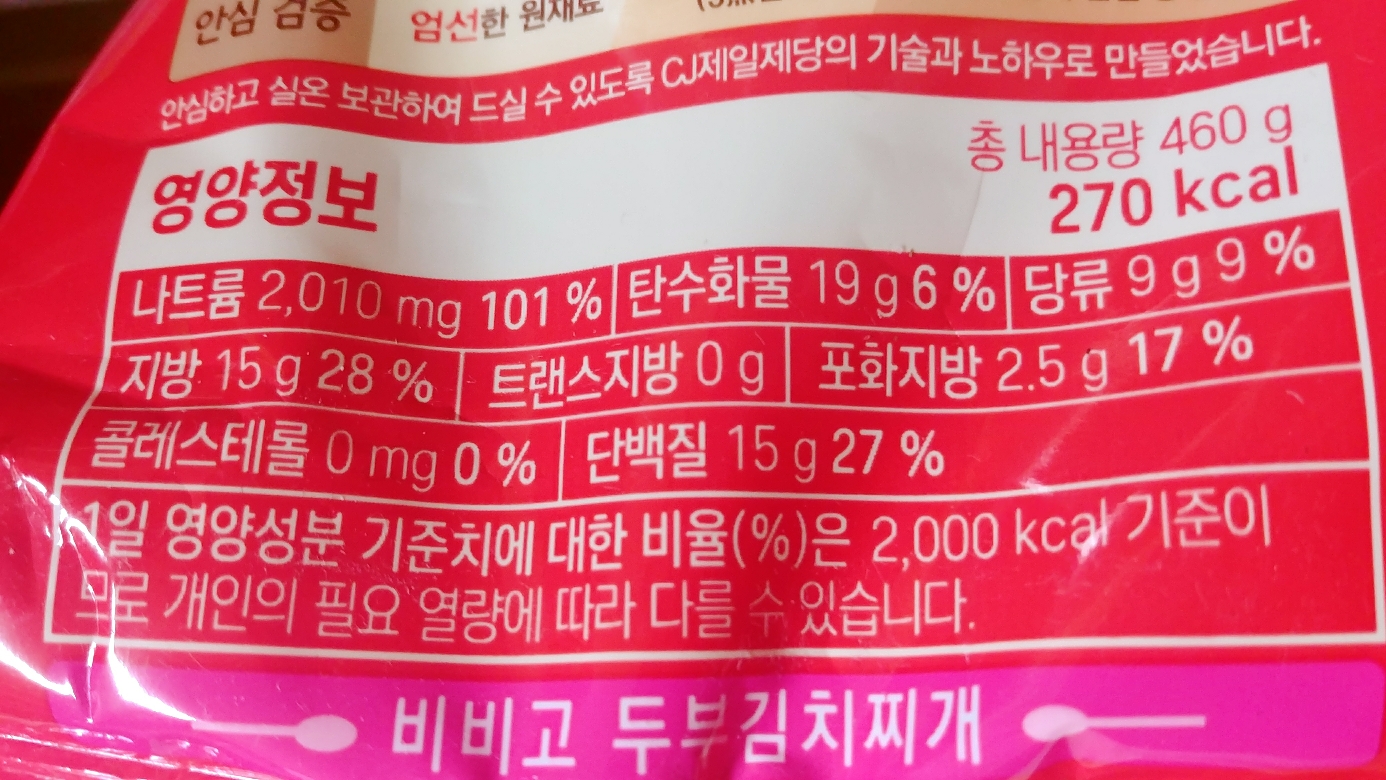 안심 검증
엄선한 원재료
안심하고 실온 보관하여 드실 수 있도록 CJ제일제당의 기술과 노하우로 만들었습니다.
총 내용량 460 g
영양정보
270 kcal
나트륨 2,010 mg 101 % 탄수화물 19 g 6 % 당류 9 g 9 %
지방 15 g 28 % 트랜스지방 0 g 포화지방 2.5 g 17 %
콜레스테롤 0 mg 0 % 단백질 15 g 27 %
1일 영양성분 기준치에 대한 비율(%)은 2,000 kcal 기준이
므로 개인의 필요 열량에 따라 다를 수 있습니다.
비비고 두부김치찌개